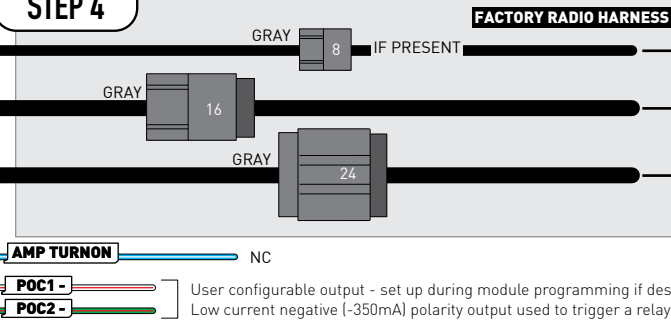 STEP 4
FACTORY RADIO HARNESS
GRAY
8
IF PRESENT
GRAY
16
GRAY
24
AMP TURNON
NC
POC1 -
User configurable output - set up during module programming if des
POC2 -
Low current negative (-350mA) polarity output used to trigger a relay